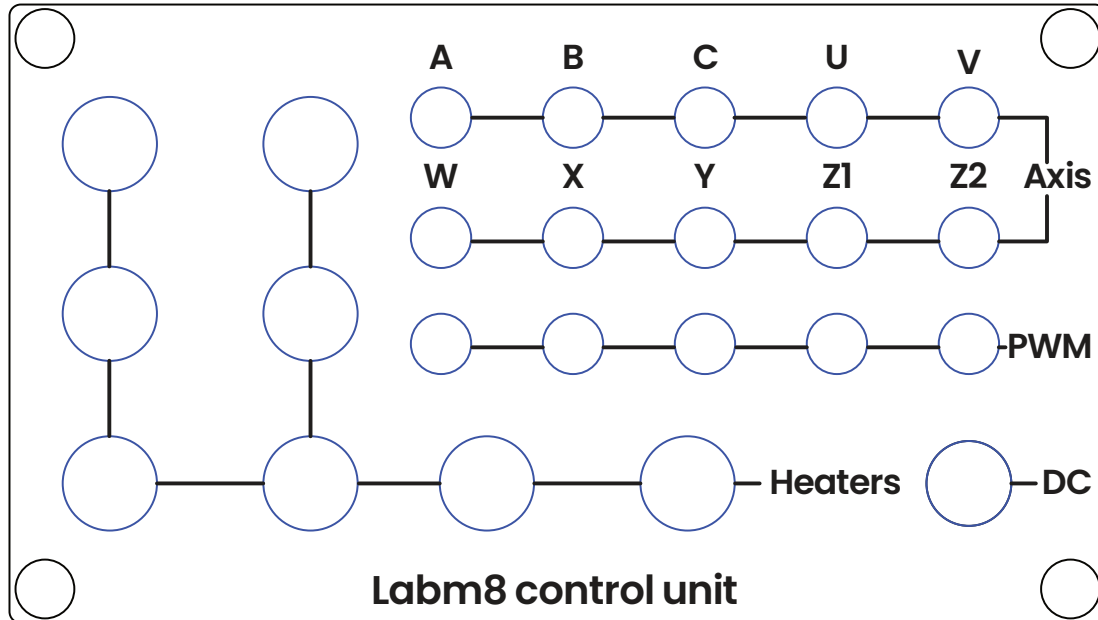 A B C U V
W X Y Z1 Z2 Axis
PWM
Heaters DC
Labm8 control unit